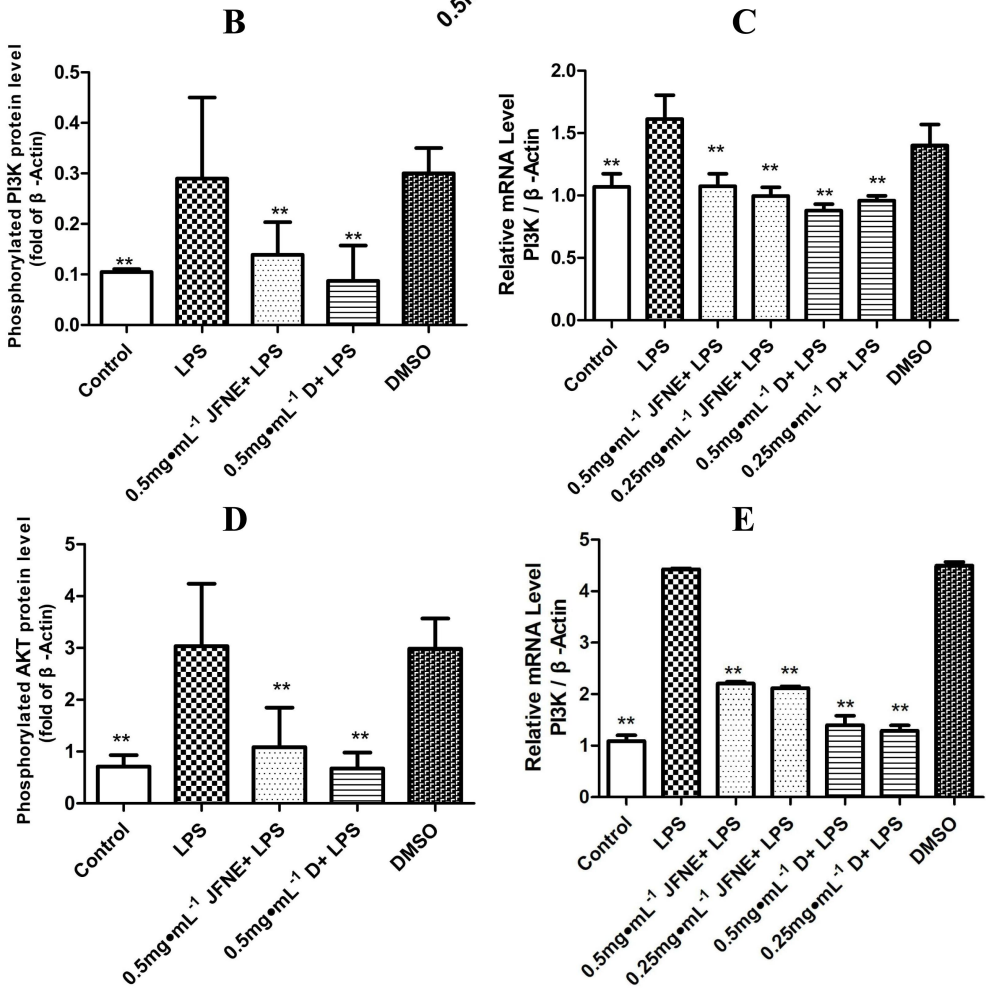 B
0.5
C
Phosphorylated PI3K protein level
(fold of β -Actin)
0.5
0.4
0.3
0.2
0.1
0.0
**
**
**
Control
LPS
0.5mg•mL⁻¹ JFNE+ LPS
0.5mg•mL⁻¹ D+ LPS
DMSO
Relative mRNA Level
PI3K / β -Actin
2.0
1.5
1.0
0.5
0.0
**
**
**
**
**
Control
LPS
0.5mg•mL⁻¹ JFNE+ LPS
0.25mg•mL⁻¹ JFNE+ LPS
0.5mg•mL⁻¹ D+ LPS
0.25mg•mL⁻¹ D+ LPS
DMSO
D
Phosphorylated AKT protein level
(fold of β -Actin)
5
4
3
2
1
0
**
**
**
Control
LPS
0.5mg•mL⁻¹ JFNE+ LPS
0.5mg•mL⁻¹ D+ LPS
DMSO
E
Relative mRNA Level
PI3K / β -Actin
5
4
3
2
1
0
**
**
**
**
**
Control
LPS
0.5mg•mL⁻¹ JFNE+ LPS
0.25mg•mL⁻¹ JFNE+ LPS
0.5mg•mL⁻¹ D+ LPS
0.25mg•mL⁻¹ D+ LPS
DMSO